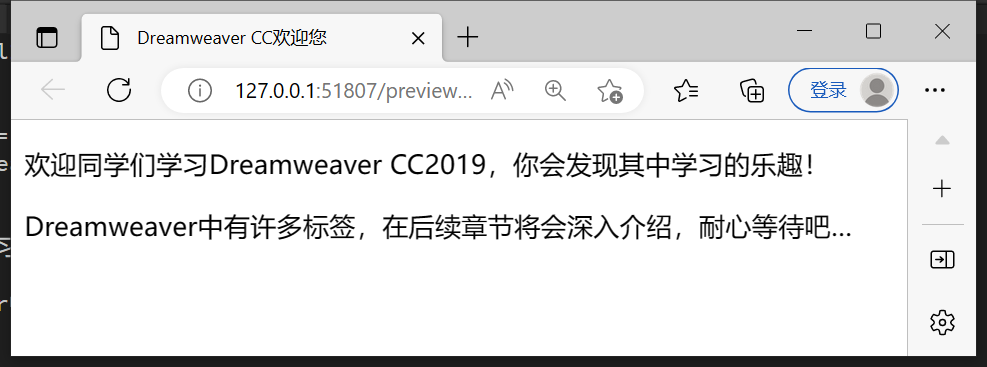 Dreamweaver CC欢迎您
127.0.0.1:51807/preview...
登录
欢迎同学们学习Dreamweaver CC2019，你会发现其中学习的乐趣！
Dreamweaver中有许多标签，在后续章节将会深入介绍，耐心等待吧...